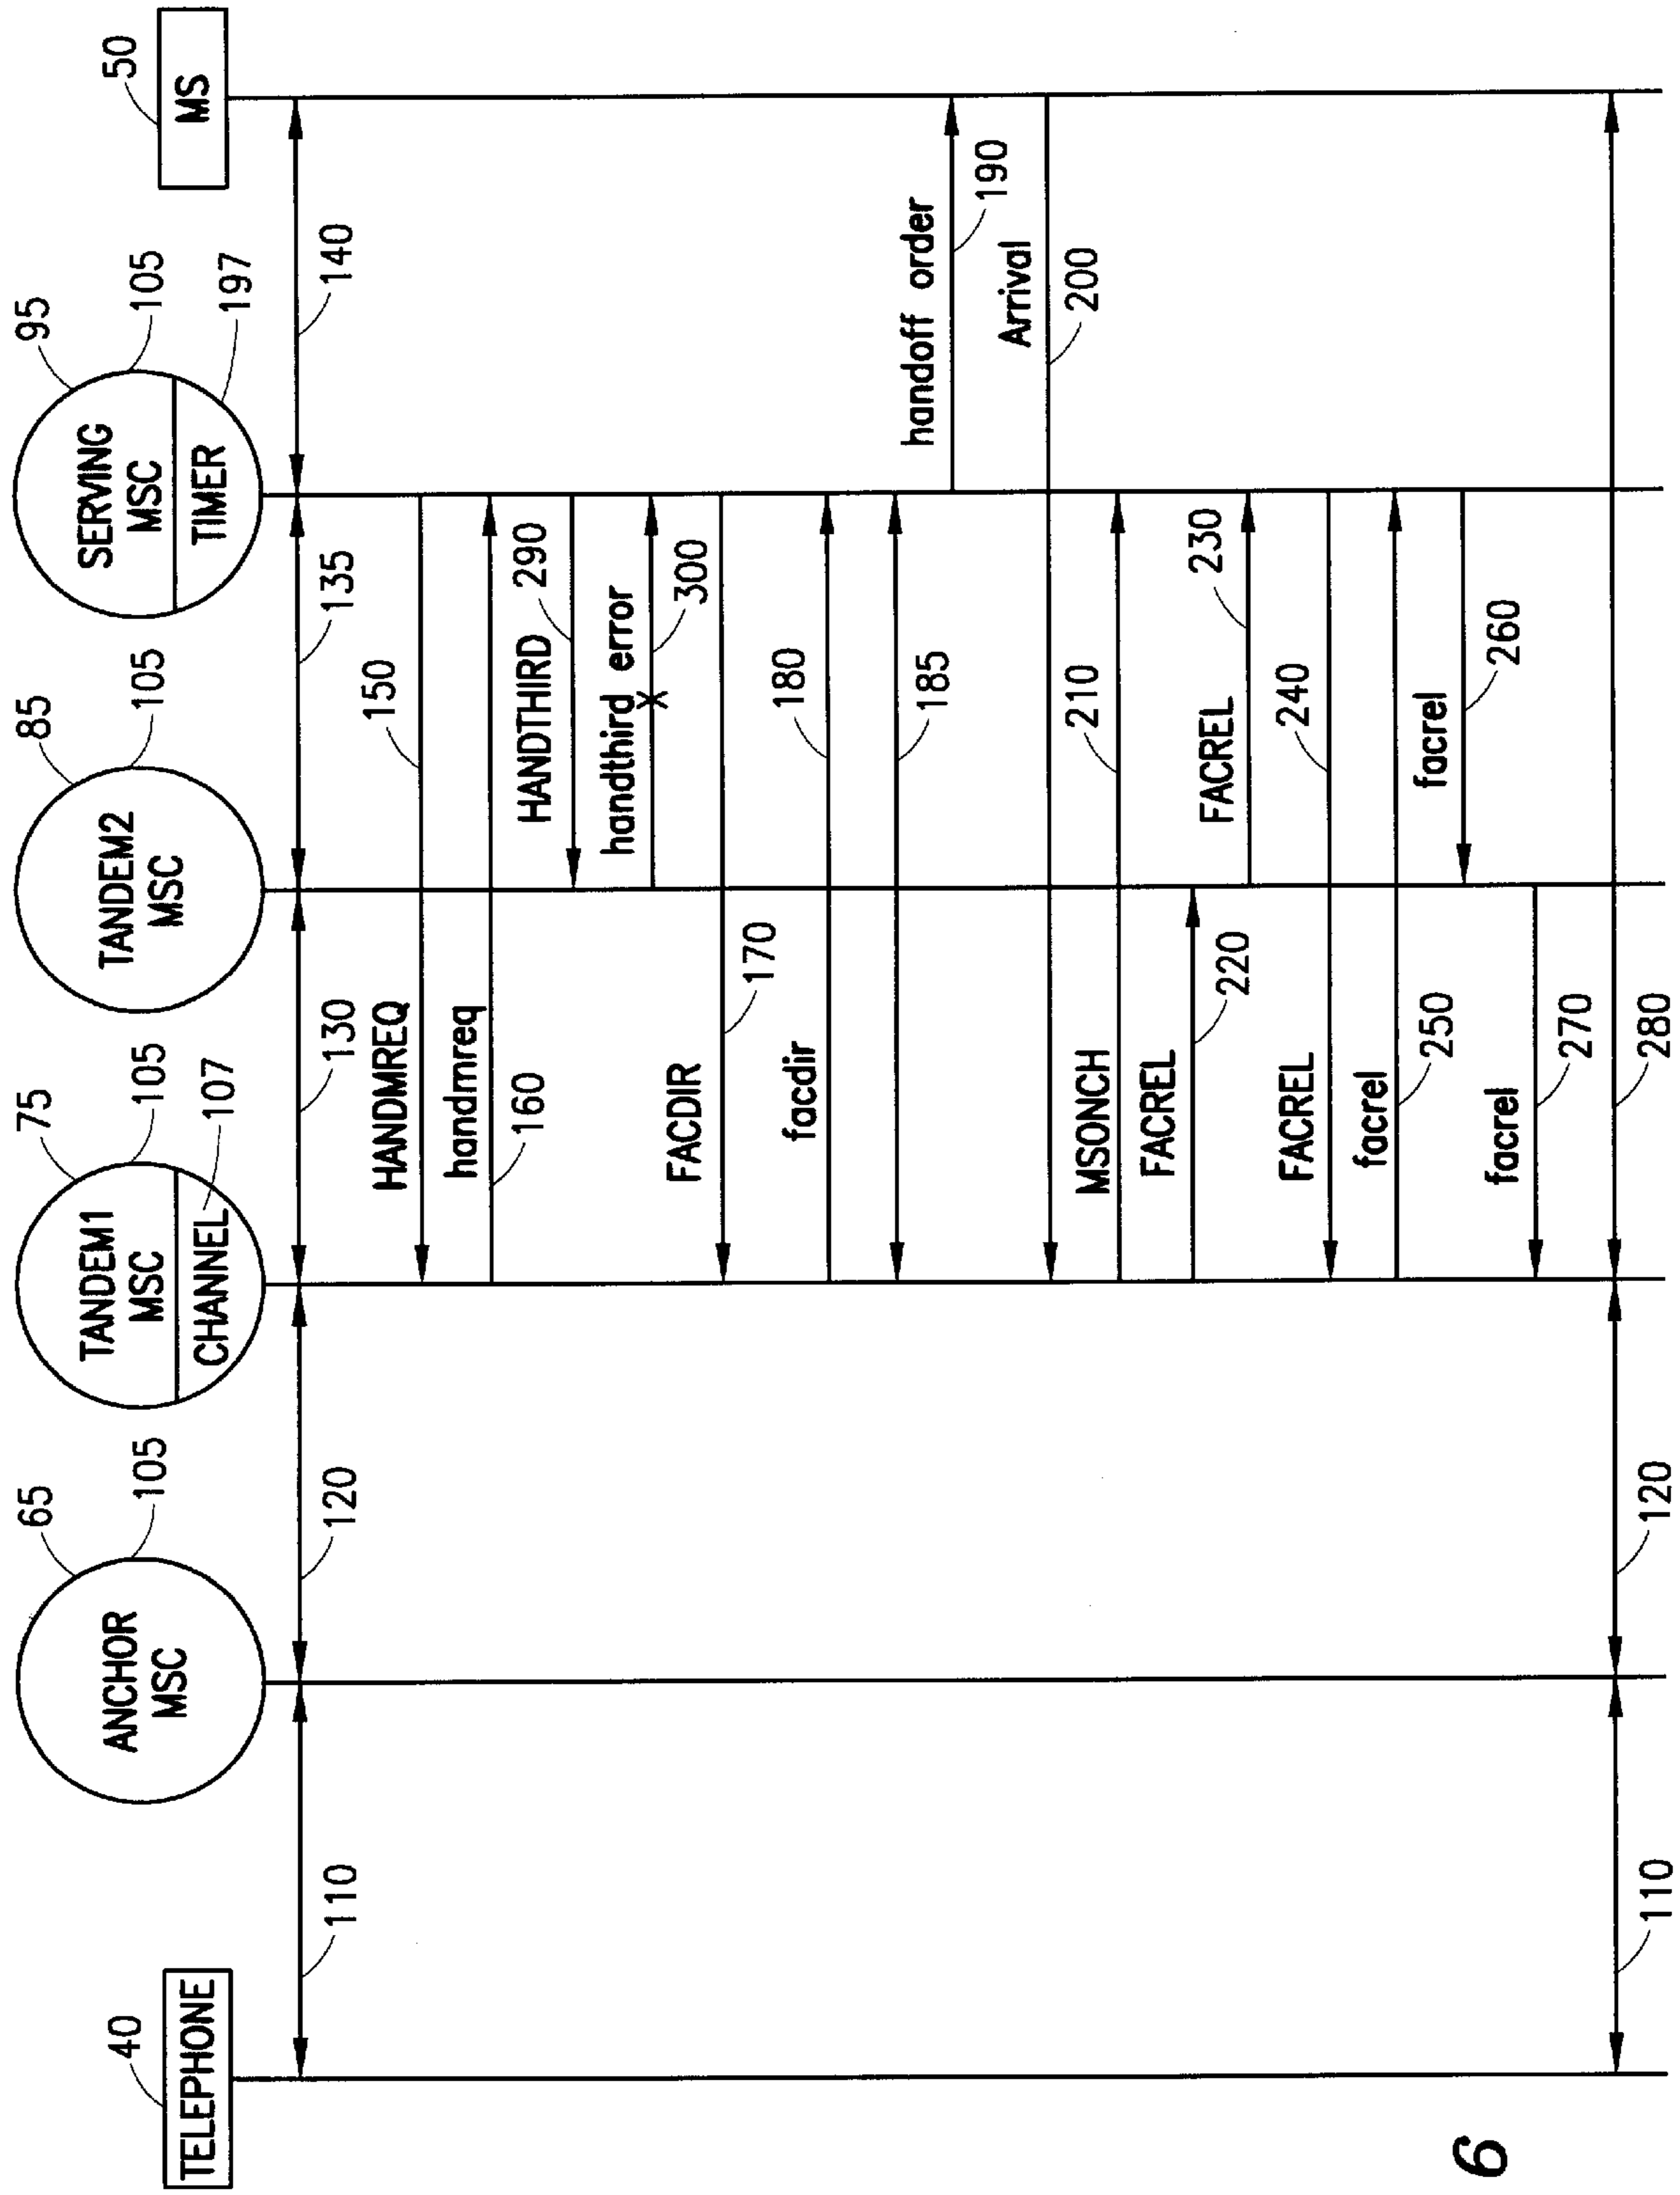 40
65
75
85
95
50
TELEPHONE
ANCHOR
MSC
105
TANDEM1
MSC
CHANNEL
105
107
TANDEM2
MSC
105
SERVING
MSC
TIMER
105
197
MS
110
120
130
135
140
HANDMREQ
150
handmreq
160
HANDTHIRD
290
handthird error
300
X
FACDIR
170
facdir
180
185
handoff order
190
Arrival
200
MSONCH
210
FACREL
220
FACREL
230
FACREL
240
facrel
250
facrel
260
facrel
270
110
120
280
6